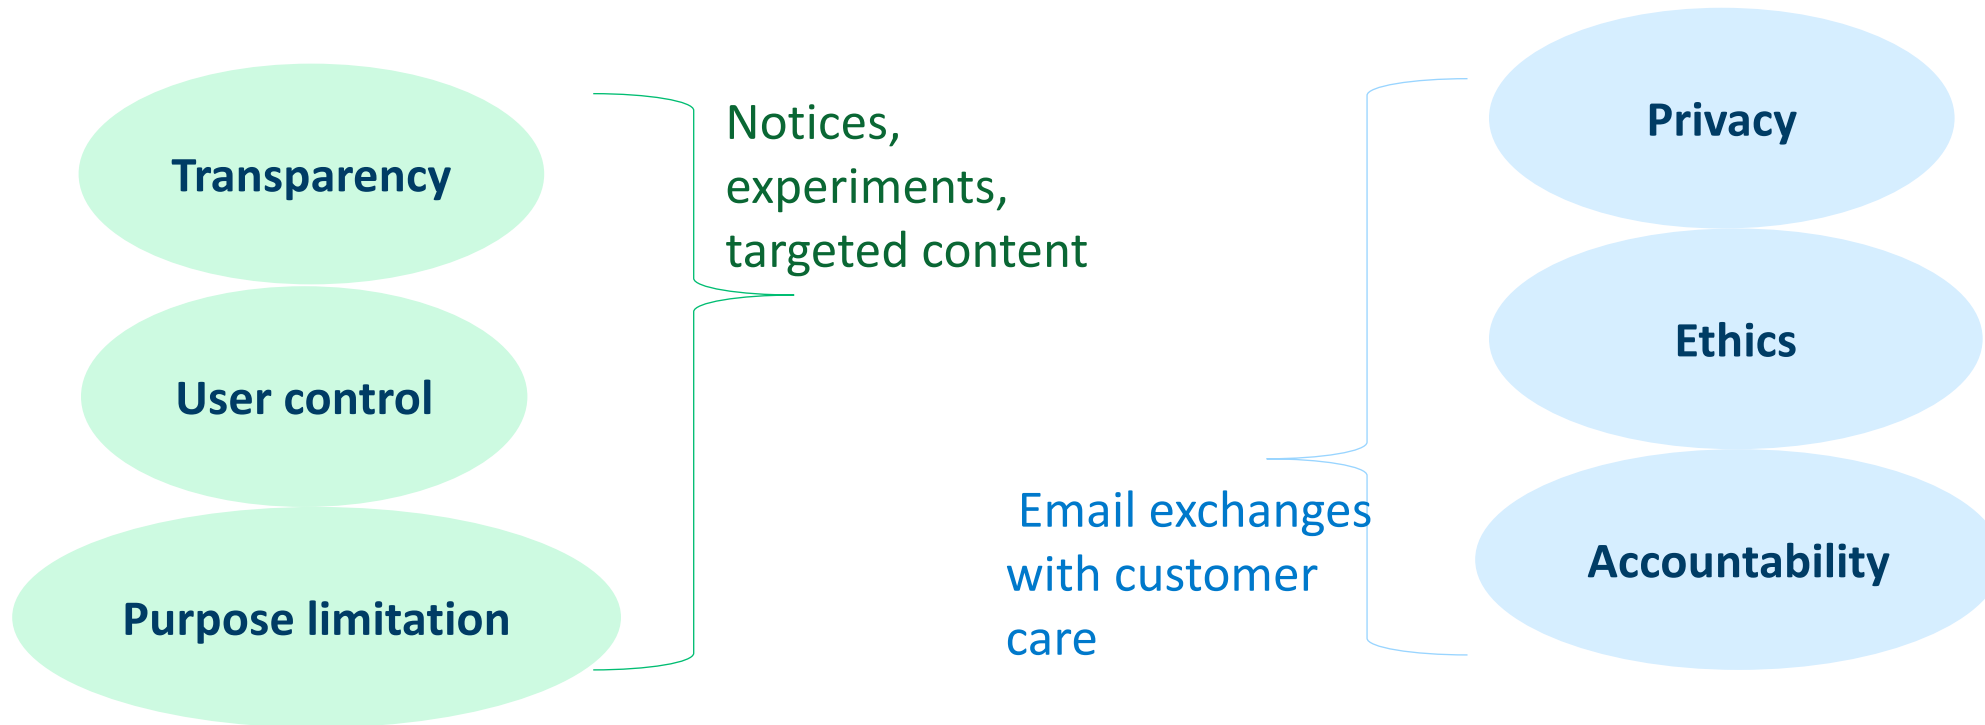 Transparency
User control
Purpose limitation
Notices,
experiments,
targeted content
Email exchanges
with customer
care
Privacy
Ethics
Accountability